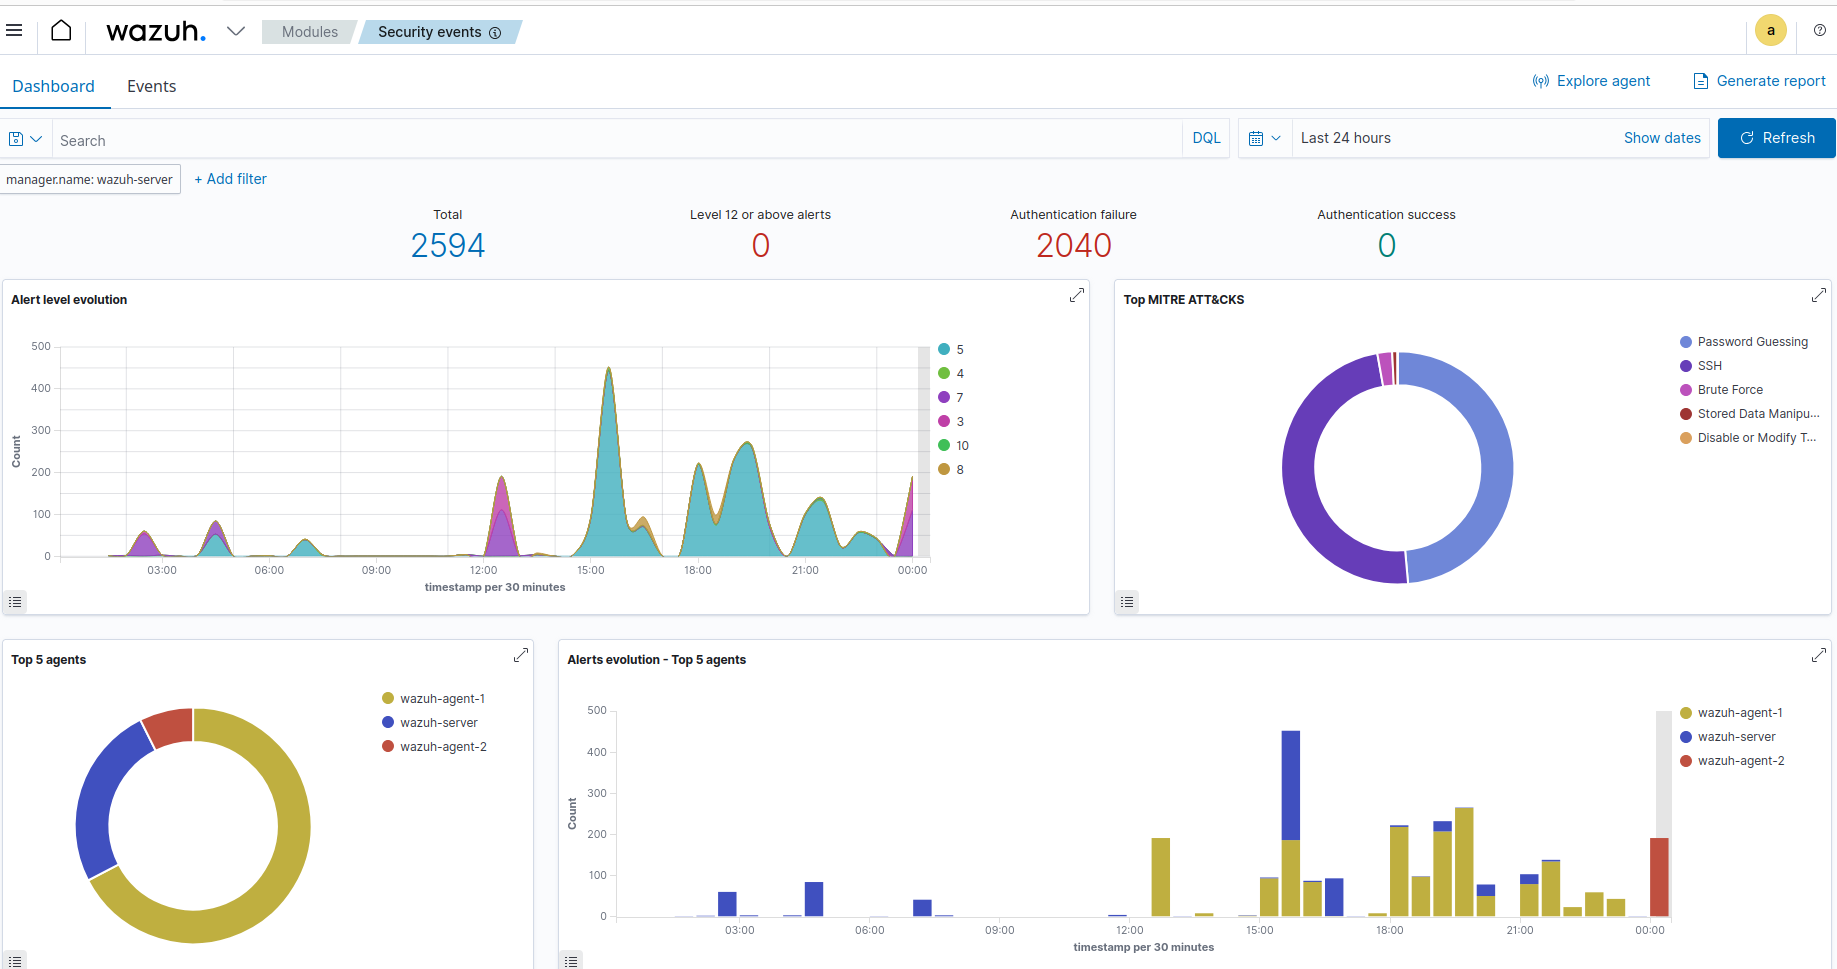 wazuh.
Modules
Security events
a
Dashboard
Events
Explore agent
Generate report
Search
DQL
Last 24 hours
Show dates
Refresh
manager.name: wazuh-server
+ Add filter
Total
2594
Level 12 or above alerts
0
Authentication failure
2040
Authentication success
0
Alert level evolution
500
400
300
200
100
0
Count
03:00
06:00
09:00
12:00
15:00
18:00
21:00
00:00
timestamp per 30 minutes
5
4
7
3
10
8
Top MITRE ATT&CKS
Password Guessing
SSH
Brute Force
Stored Data Manipu...
Disable or Modify T...
Top 5 agents
wazuh-agent-1
wazuh-server
wazuh-agent-2
Alerts evolution - Top 5 agents
500
400
300
200
100
0
Count
03:00
06:00
09:00
12:00
15:00
18:00
21:00
00:00
timestamp per 30 minutes
wazuh-agent-1
wazuh-server
wazuh-agent-2